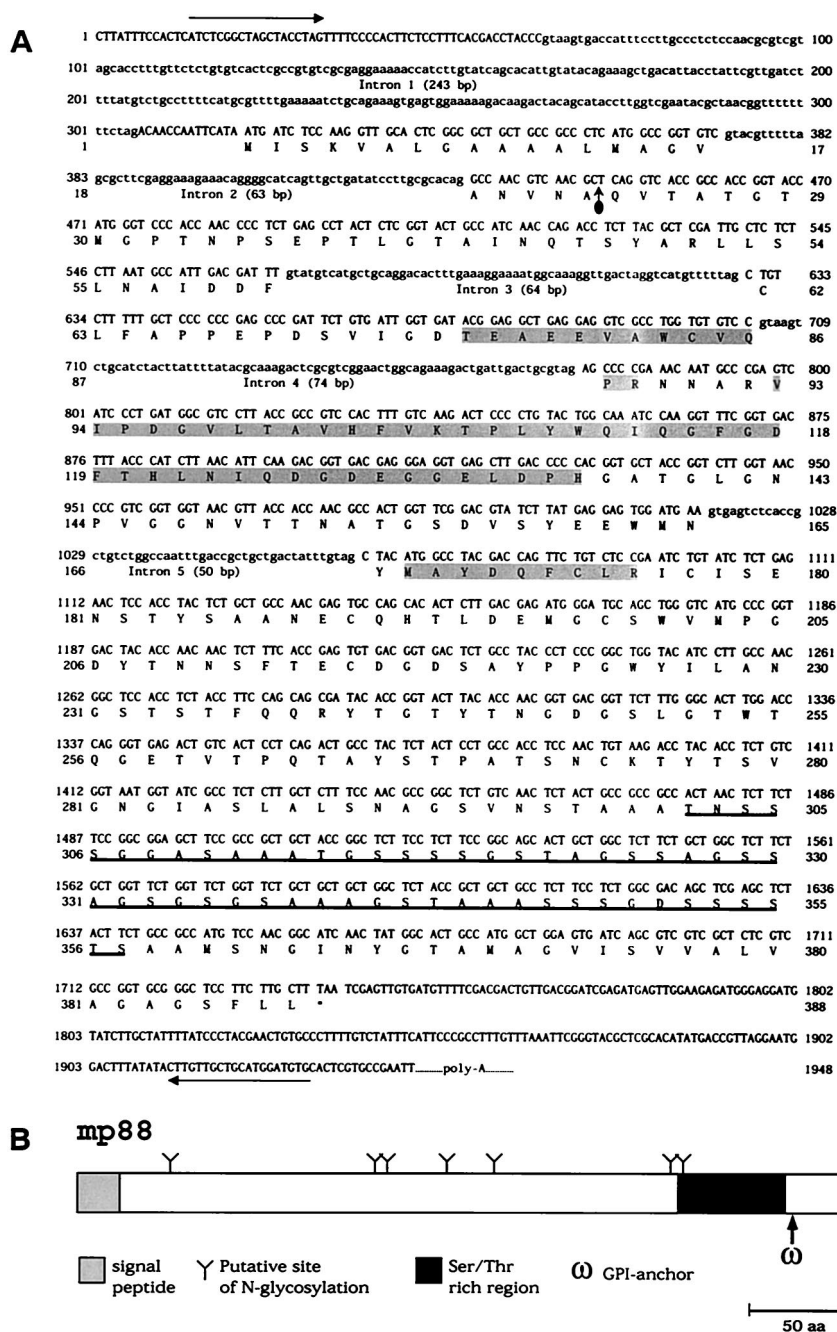 A
1 CTTATTTCCACTCATCTCGGCTAGCTACCTAGTTTTCCCCACTTCTCCTTTCACGACCTACCCgtaagtgaccatttccttgccctctccaacgcgtcgt 100
101 agcacctttgttctctgtgtcactcgccgtgtcgcgaggaaaaaccatcttgtatcagcacattgtatacagaaagctgacattacctattcgttgatct 200
Intron 1 (243 bp)
201 tttatgtctgcctttttcatgcgttttgaaaaatctgcagaaagtgagtggaaaaagacaagactacagcataccttggtcgaatacgctaacggtttttt 300
301 ttctagACAACCAATTCATA ATG ATC TCC AAG GTT GCA CTC GGG GCT GCT GCC GCC CTC ATG GCC GGT GTC gtacgttttta 382
1 M I S K V A L G A A A A L M A G V 17
383 gcgcttcgaggaaagaaacaggggcatcagttgctgatatccttgcgcacag GCC AAC GTC AAC GCT CAG GTC ACC GCC ACC GGT ACC 470
18 Intron 2 (63 bp) A N V N A Q V T A T G T 29
471 ATG GGT CCC ACC AAC CCC TCT GAG CCT ACT CTC GGT ACT GCC ATC AAC CAG ACC TCT TAC GCT CGA TTG CTC TCT 545
30 M G P T N P S E P T L G T A I N Q T S Y A R L L S 54
546 CTT AAT GCC ATT GAC GAT TT gtatgtcatgctgcaggacactttgaaaggaaaatggcaaaggttgactaggtcatgtttttag C TGT 633
55 L N A I D D F Intron 3 (64 bp) C 62
634 CTT TTT GCT CCC CCC GAG CCC GAT TCT GTG ATT GGT GAT ACG GAG GCT GAG GAG GTC GCC TGG TGT GTC C gtaagt 709
63 L F A P P E P D S V I G D T E A E E V A W C V Q 86
710 ctgcatctactcttattttatacgcaaagactcgcgtcggaactggcagaaagactgattgactgcgtag AG CCC CGA AAC AAT GCC CGA GTC 800
87 Intron 4 (74 bp) P R N N A R V 93
801 ATC CCT GAT GGC GTC CTT ACC GCC GTC CAC TTT GTC AAG ACT CCC CTG TAC TGG CAA ATC CAA GGT TTC GGT GAC 875
94 I P D G V L T A V H F V K T P L Y W Q I Q G F G D 118
876 TTT ACC CAT CTT AAC ATT CAA GAC GGT GAC GAG GGA GGT GAG CTT GAC CCC CAC GGT GCT ACC GGT CTT GGT AAC 950
119 F T H L N I Q D G D E G G E L D P H G A T G L G N 143
951 CCC GTC GGT GGT AAC GTT ACC ACC AAC GCC ACT GGT TCG GAC GTA TCT TAT GAG GAG TGG ATG AA gtgagtctcaccg 1028
144 P V G G N V T T N A T G S D V S Y E E W M N 165
1029 ctgtctggccaatttgaccgctgctgactatttgtag C TAC ATG GCC TAC GAC CAG TTC TGT CTC CGA ATC TGT ATC TCT GAG 1111
166 Intron 5 (50 bp) Y M A Y D Q F C L R I C I S E 180
1112 AAC TCC ACC TAC TCT GCT GCC AAC GAG TGC CAG CAC ACT CTT GAC GAG ATG GGA TGC AGC TGG GTC ATG CCC GGT 1186
181 N S T Y S A A N E C Q H T L D E M G C S W V M P G 205
1187 GAC TAC ACC AAC AAC TCT TTC ACC GAG TGT GAC GGT GAC TCT GCC TAC CCT CCC GGC TGG TAC ATC CTT GCC AAC 1261
206 D Y T N N S F T E C D G D S A Y P P G W Y I L A N 230
1262 GGC TCC ACC TCT ACC TTC CAG CAG CGA TAC ACC GGT ACT TAC ACC AAC GGT GAC GGT TCT TTG GGC ACT TGG ACC 1336
231 G S T S T F Q Q R Y T G T Y T N G D G S L G T W T 255
1337 CAG GGT GAG ACT GTC ACT CCT CAG ACT GCC TAC TCT ACT CCT GCC ACC TCC AAC TGT AAG ACC TAC ACC TCT GTC 1411
256 Q G E T V T P Q T A Y S T P A T S N C K T Y T S V 280
1412 GGT AAT GGT ATC GCC TCT CTT GCT CTT TCC AAC GCC GGC TCT GTC AAC TCT ACT GCC GCC GCC ACT AAC TCT TCT 1486
281 G N G I A S L A L S N A G S V N S T A A A T N S S 305
1487 TCC GGC GGA GCT TCC GCC GCT GCT ACC GGC TCT TCC TCT TCC GGC AGC ACT GCT GGC TCT TCT GCT GGC TCT TCT 1561
306 S G G A S A A A T G S S S S G S T A G S S A G S S 330
1562 GCT GGT TCT GGT TCT GGT TCT GCT GCT GCT GGC TCT ACC GCT GCT GCC TCT TCC TCT GGC GAC AGC TCG AGC TCT 1636
331 A G S G S G S A A A G S T A A A S S S G D S S S S 355
1637 ACT TCT GCC GCC ATG TCC AAC GGC ATC AAC TAT GGC ACT GCC ATG GCT GGA GTG ATC AGC GTC GTC GCT CTC GTC 1711
356 T S A A M S N G I N Y G T A M A G V I S V V A L V 380
1712 GCC GGT GCG GGC TCC TTC TTG CTT TAA TCGAGTTGTGATGTTTTCGACGACTGTTGACGGATCGAGATGAGTTGGAAGAGATGGGAGGATG 1802
381 A G A G S F L L * 388
1803 TATCTTGCTATTTTATCCCTACGAACTGTGCCCTTTTGTCTATTTCATTCCCGCCTTTGTTTAAATTCGGGTACGCTCGCACATATGACCGTTAGGAATG 1902
1903 GACTTTATATACTTGTTGCTGCATGGATGTGCACTCGTGCCGAATT……poly-A…… 1948
B
mp88
signal peptide
Putative site of N-glycosylation
Ser/Thr rich region
ω GPI-anchor
ω
50 aa